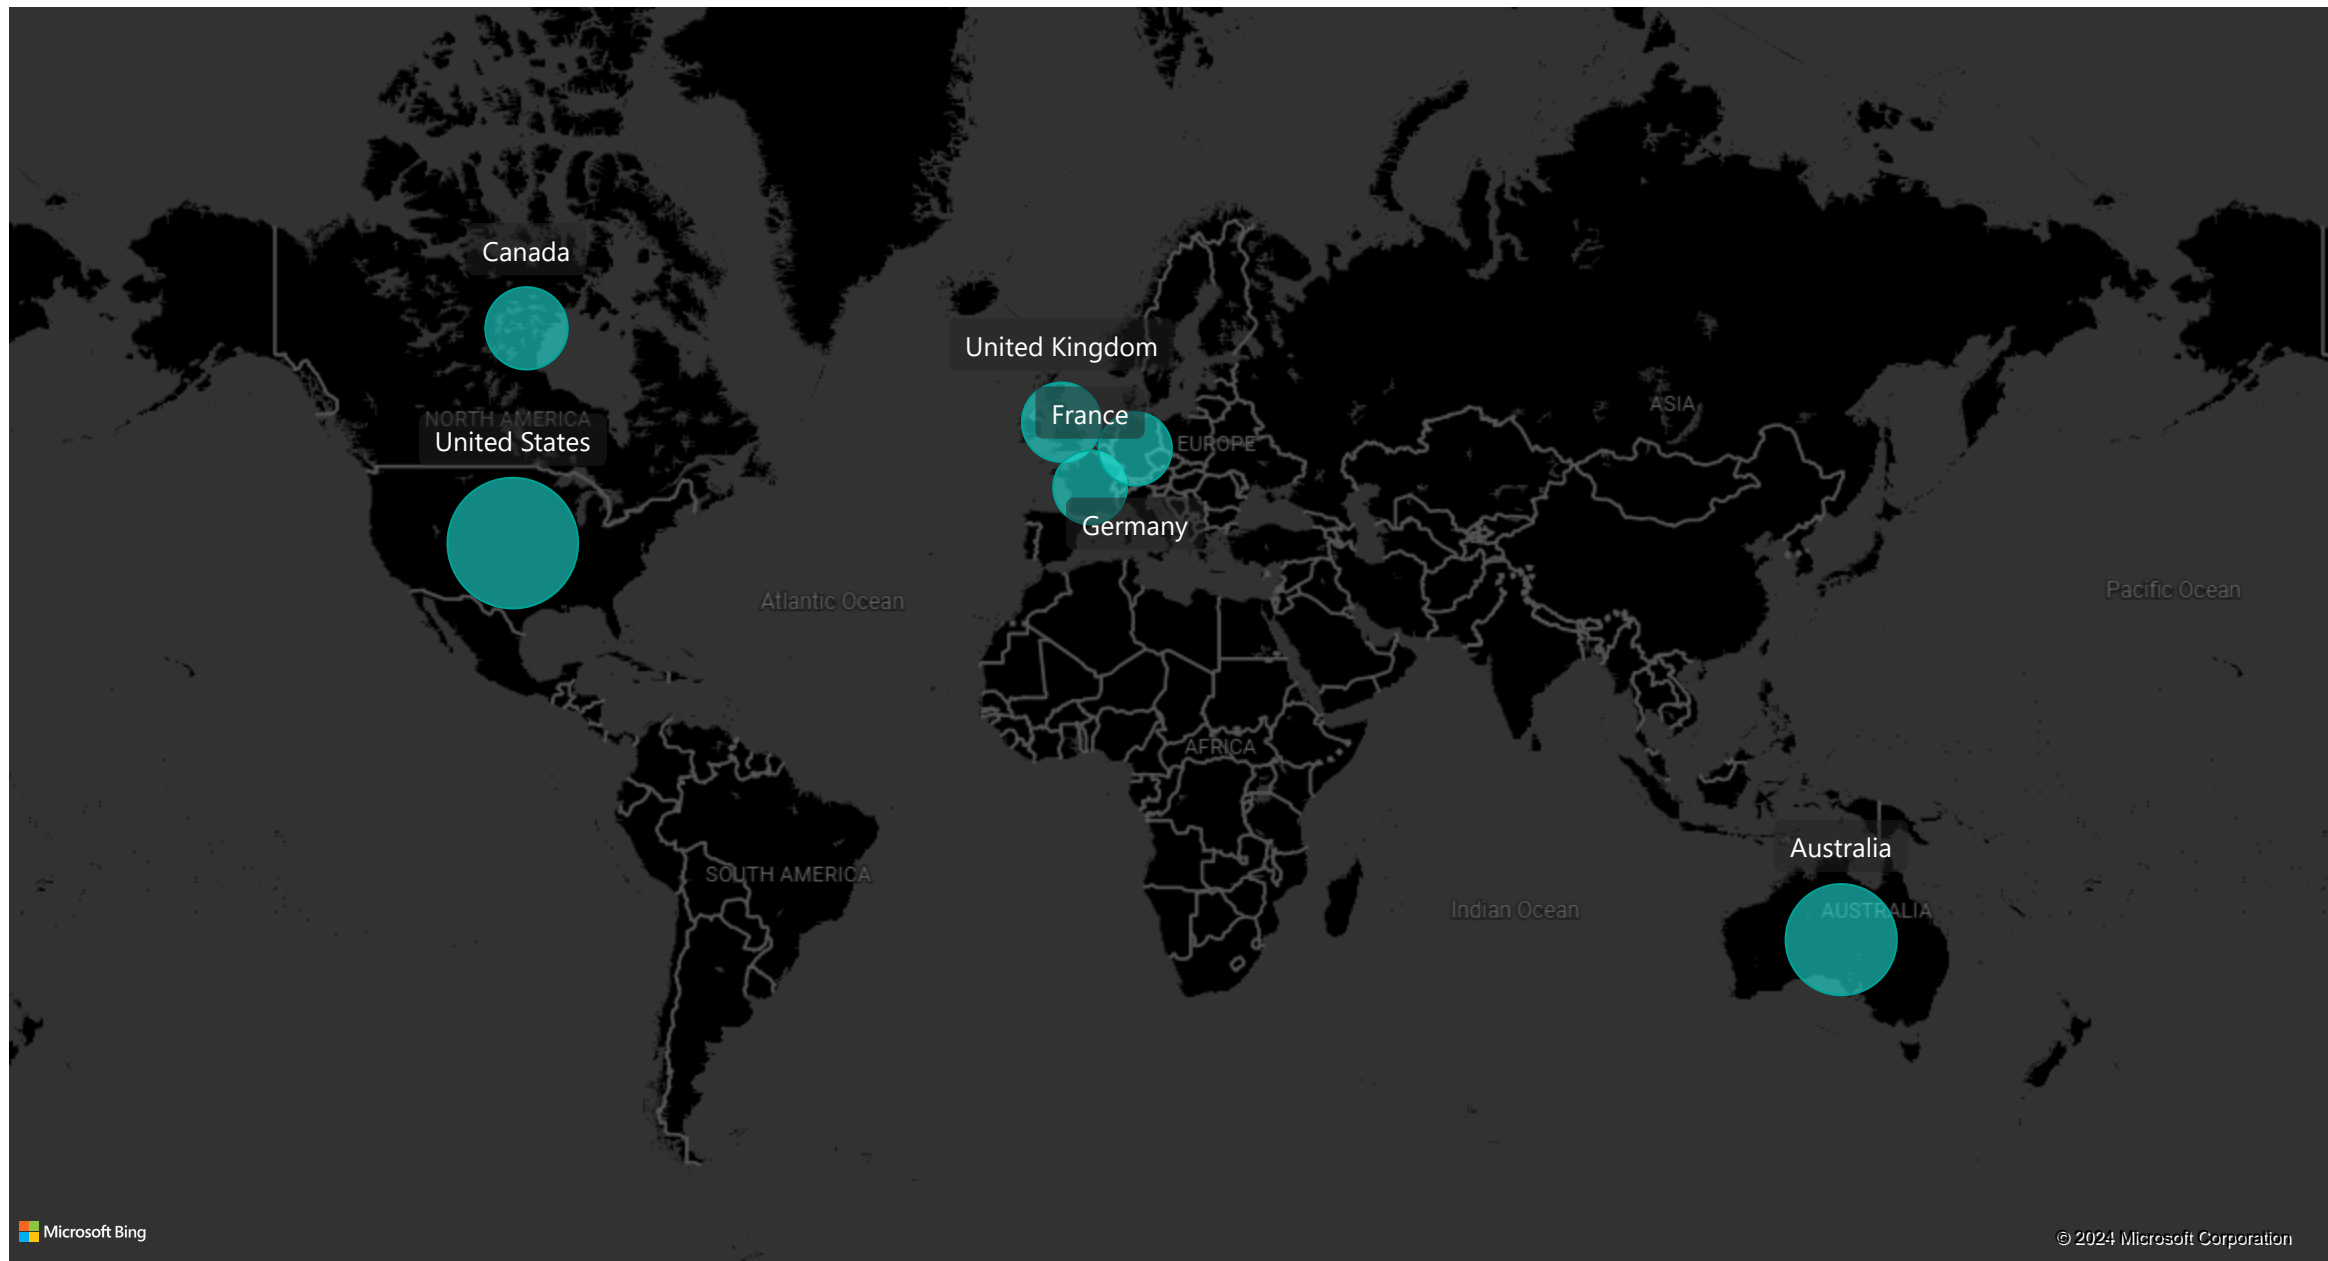 Canada
United Kingdom
ASIA
France
NORTH AMERICA
United States
EUROPE
Germany
Atlantic Ocean
Pacific Ocean
AFRICA
Australia
SOUTH AMERICA
Indian Ocean
AUSTRALIA
Microsoft Bing
© 2024 Microsoft Corporation